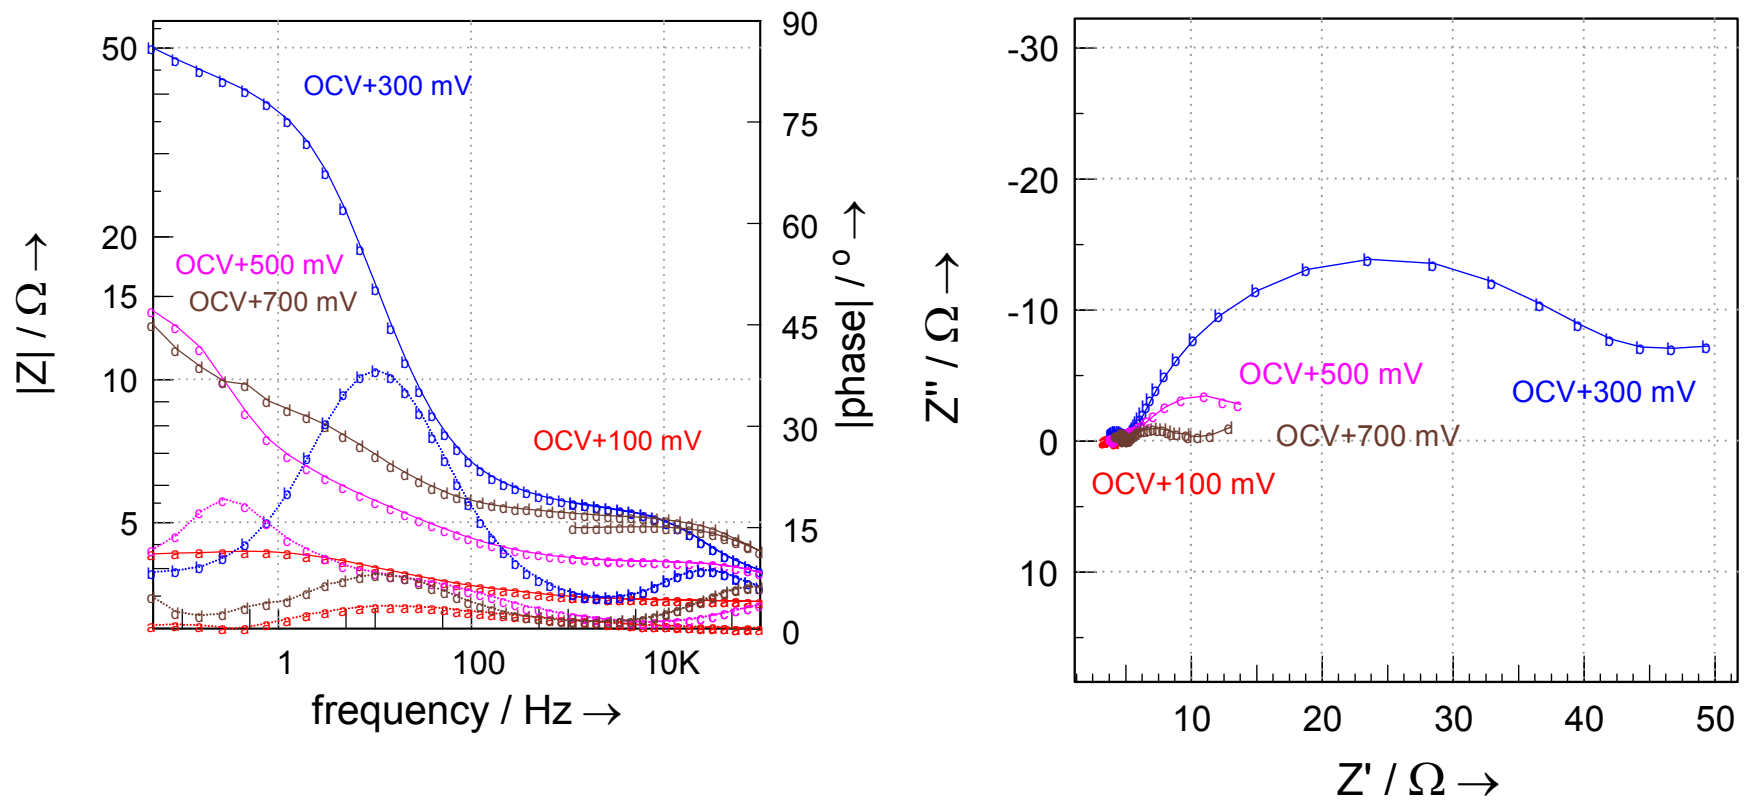 50
20
15
10
5
|Z| / Ω →
OCV+300 mV
OCV+500 mV
OCV+700 mV
OCV+100 mV
90
75
60
45
30
15
0
|phase| / ° →
1
100
10K
frequency / Hz →
-30
-20
-10
0
10
Z'' / Ω →
OCV+500 mV
OCV+300 mV
OCV+700 mV
OCV+100 mV
10
20
30
40
50
Z' / Ω →